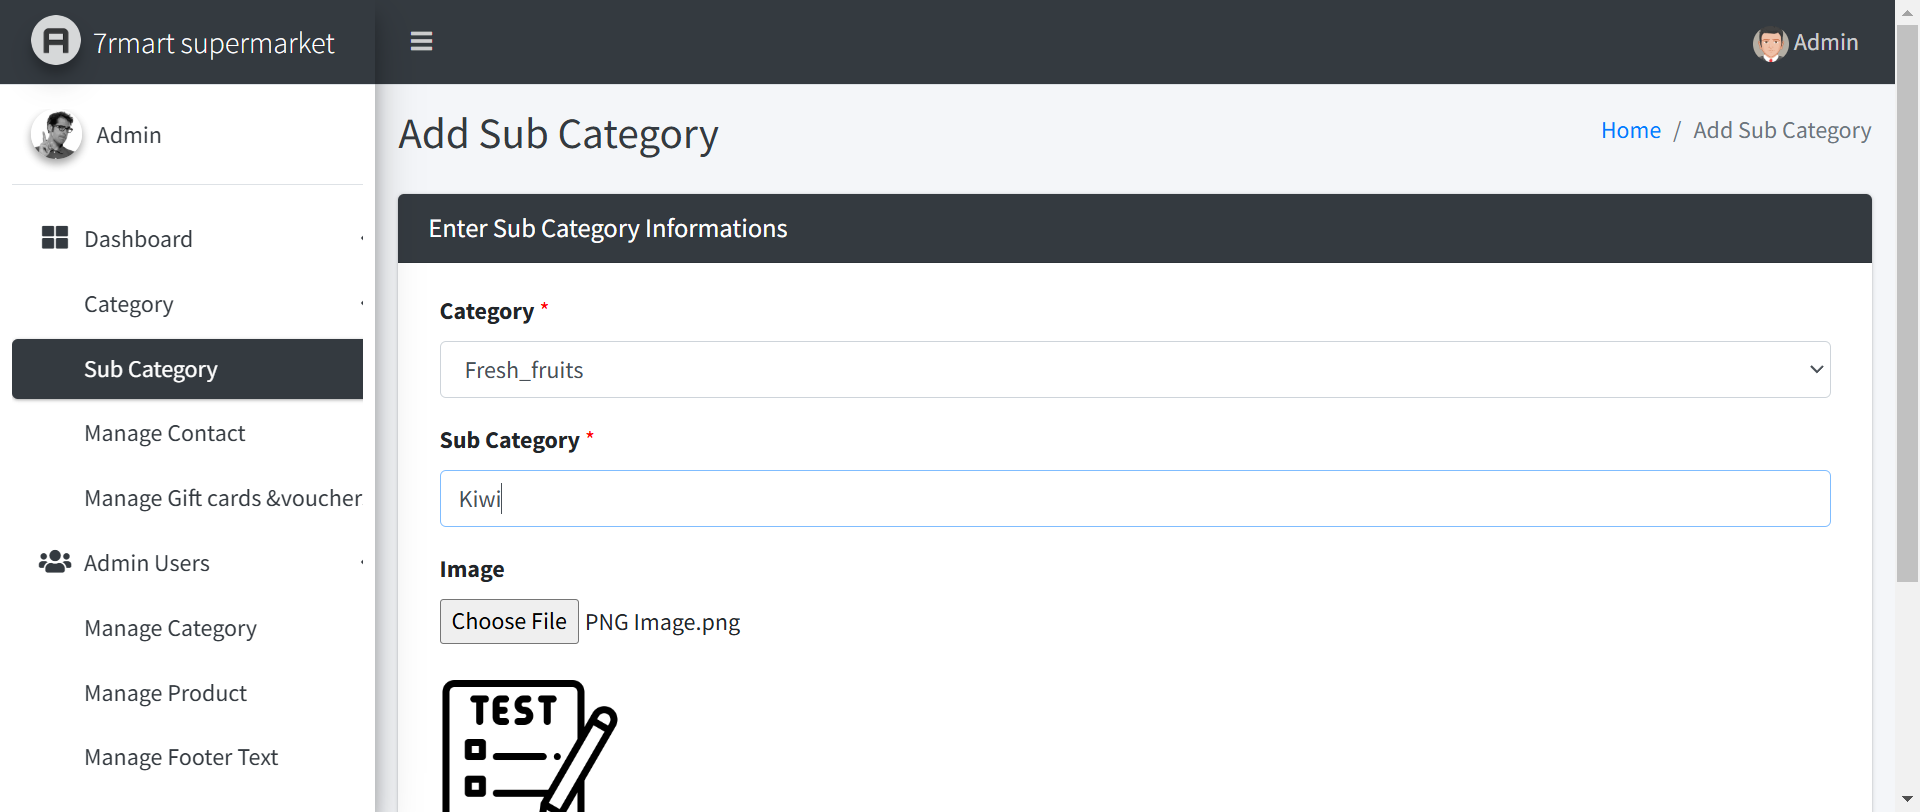 7rmart supermarket
Admin
Admin
Add Sub Category
Home / Add Sub Category
Dashboard
Category
Sub Category
Manage Contact
Manage Gift cards &voucher
Admin Users
Manage Category
Manage Product
Manage Footer Text
Enter Sub Category Informations
Category *
Fresh_fruits
Sub Category *
Kiwi
Image
Choose File PNG Image.png
TEST